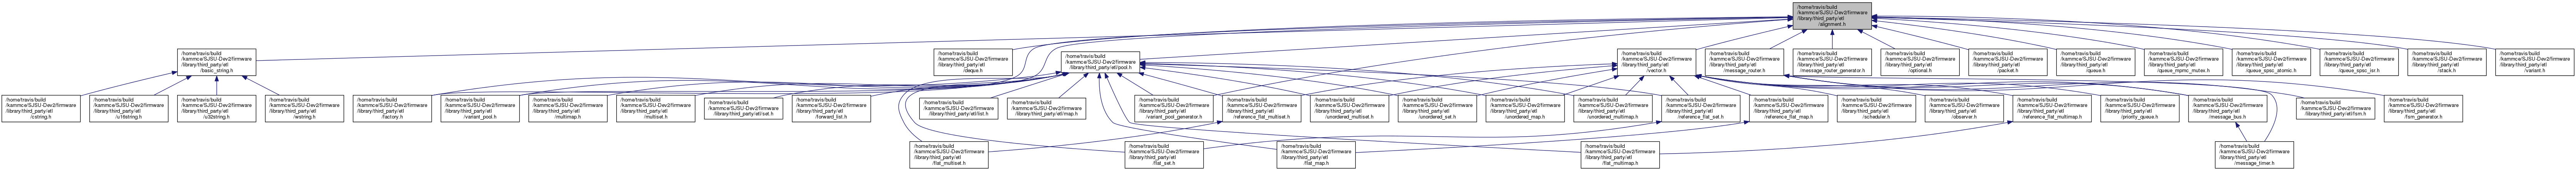 /home/travis/build
/kammce/SJSU-Dev2/firmware
/library/third_party/etl
/alignment.h
/home/travis/build
/kammce/SJSU-Dev2/firmware
/library/third_party/etl
/basic_string.h
/home/travis/build
/kammce/SJSU-Dev2/firmware
/library/third_party/etl
/deque.h
/home/travis/build
/kammce/SJSU-Dev2/firmware
/library/third_party/etl/pool.h
/home/travis/build
/kammce/SJSU-Dev2/firmware
/library/third_party/etl
/vector.h
/home/travis/build
/kammce/SJSU-Dev2/firmware
/library/third_party/etl
/message_router.h
/home/travis/build
/kammce/SJSU-Dev2/firmware
/library/third_party/etl
/message_router_generator.h
/home/travis/build
/kammce/SJSU-Dev2/firmware
/library/third_party/etl
/optional.h
/home/travis/build
/kammce/SJSU-Dev2/firmware
/library/third_party/etl
/packet.h
/home/travis/build
/kammce/SJSU-Dev2/firmware
/library/third_party/etl
/queue.h
/home/travis/build
/kammce/SJSU-Dev2/firmware
/library/third_party/etl
/queue_mpmc_mutex.h
/home/travis/build
/kammce/SJSU-Dev2/firmware
/library/third_party/etl
/queue_spsc_atomic.h
/home/travis/build
/kammce/SJSU-Dev2/firmware
/library/third_party/etl
/queue_spsc_isr.h
/home/travis/build
/kammce/SJSU-Dev2/firmware
/library/third_party/etl
/stack.h
/home/travis/build
/kammce/SJSU-Dev2/firmware
/library/third_party/etl
/variant.h
/home/travis/build
/kammce/SJSU-Dev2/firmware
/library/third_party/etl
/cstring.h
/home/travis/build
/kammce/SJSU-Dev2/firmware
/library/third_party/etl
/u16string.h
/home/travis/build
/kammce/SJSU-Dev2/firmware
/library/third_party/etl
/u32string.h
/home/travis/build
/kammce/SJSU-Dev2/firmware
/library/third_party/etl
/wstring.h
/home/travis/build
/kammce/SJSU-Dev2/firmware
/library/third_party/etl
/factory.h
/home/travis/build
/kammce/SJSU-Dev2/firmware
/library/third_party/etl
/variant_pool.h
/home/travis/build
/kammce/SJSU-Dev2/firmware
/library/third_party/etl
/multimap.h
/home/travis/build
/kammce/SJSU-Dev2/firmware
/library/third_party/etl
/multiset.h
/home/travis/build
/kammce/SJSU-Dev2/firmware
/library/third_party/etl/set.h
/home/travis/build
/kammce/SJSU-Dev2/firmware
/library/third_party/etl
/forward_list.h
/home/travis/build
/kammce/SJSU-Dev2/firmware
/library/third_party/etl/list.h
/home/travis/build
/kammce/SJSU-Dev2/firmware
/library/third_party/etl/map.h
/home/travis/build
/kammce/SJSU-Dev2/firmware
/library/third_party/etl
/variant_pool_generator.h
/home/travis/build
/kammce/SJSU-Dev2/firmware
/library/third_party/etl
/reference_flat_multiset.h
/home/travis/build
/kammce/SJSU-Dev2/firmware
/library/third_party/etl
/unordered_multiset.h
/home/travis/build
/kammce/SJSU-Dev2/firmware
/library/third_party/etl
/unordered_set.h
/home/travis/build
/kammce/SJSU-Dev2/firmware
/library/third_party/etl
/unordered_map.h
/home/travis/build
/kammce/SJSU-Dev2/firmware
/library/third_party/etl
/unordered_multimap.h
/home/travis/build
/kammce/SJSU-Dev2/firmware
/library/third_party/etl
/reference_flat_set.h
/home/travis/build
/kammce/SJSU-Dev2/firmware
/library/third_party/etl
/reference_flat_map.h
/home/travis/build
/kammce/SJSU-Dev2/firmware
/library/third_party/etl
/scheduler.h
/home/travis/build
/kammce/SJSU-Dev2/firmware
/library/third_party/etl
/observer.h
/home/travis/build
/kammce/SJSU-Dev2/firmware
/library/third_party/etl
/reference_flat_multimap.h
/home/travis/build
/kammce/SJSU-Dev2/firmware
/library/third_party/etl
/priority_queue.h
/home/travis/build
/kammce/SJSU-Dev2/firmware
/library/third_party/etl
/message_bus.h
/home/travis/build
/kammce/SJSU-Dev2/firmware
/library/third_party/etl/fsm.h
/home/travis/build
/kammce/SJSU-Dev2/firmware
/library/third_party/etl
/fsm_generator.h
/home/travis/build
/kammce/SJSU-Dev2/firmware
/library/third_party/etl
/flat_multiset.h
/home/travis/build
/kammce/SJSU-Dev2/firmware
/library/third_party/etl
/flat_set.h
/home/travis/build
/kammce/SJSU-Dev2/firmware
/library/third_party/etl
/flat_map.h
/home/travis/build
/kammce/SJSU-Dev2/firmware
/library/third_party/etl
/flat_multimap.h
/home/travis/build
/kammce/SJSU-Dev2/firmware
/library/third_party/etl
/message_timer.h